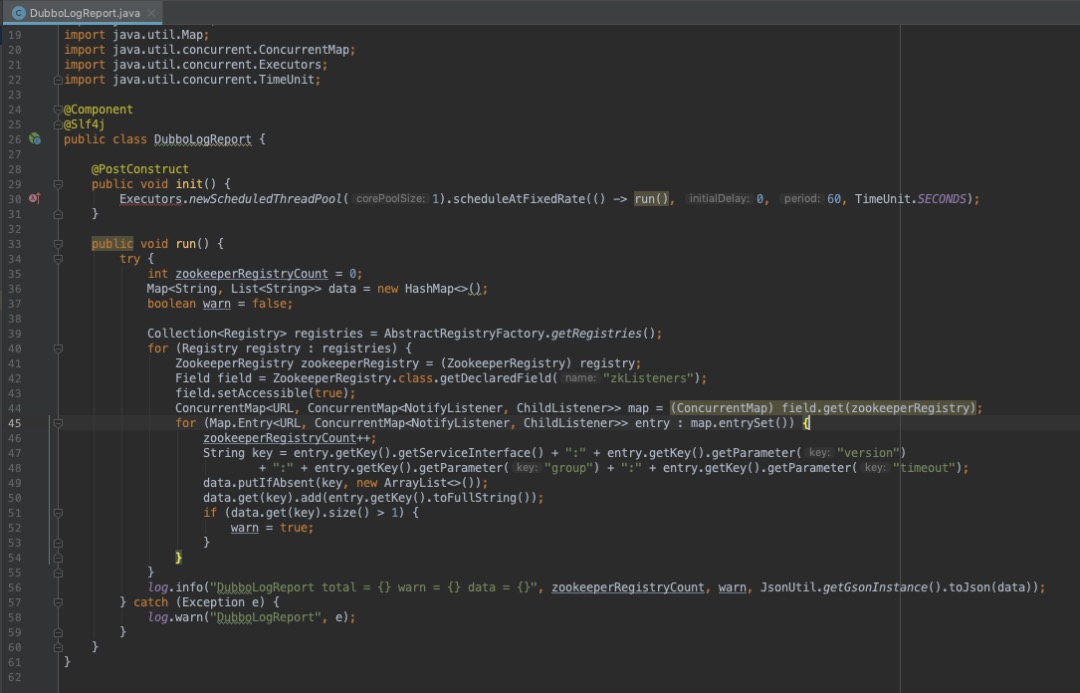 DubboLogReport.java
19 import java.util.Map;
20 import java.util.concurrent.ConcurrentMap;
21 import java.util.concurrent.Executors;
22 import java.util.concurrent.TimeUnit;
23
24 @Component
25 @Slf4j
26 public class DubboLogReport {
27
28 @PostConstruct
29 public void init() {
30 Executors.newScheduledThreadPool( corePoolSize: 1).scheduleAtFixedRate(() -> run(), initialDelay: 0, period: 60, TimeUnit.SECONDS);
31 }
32
33 public void run() {
34 try {
35 int zookeeperRegistryCount = 0;
36 Map<String, List<String>> data = new HashMap<>();
37 boolean warn = false;
38
39 Collection<Registry> registries = AbstractRegistryFactory.getRegistries();
40 for (Registry registry : registries) {
41 ZookeeperRegistry zookeeperRegistry = (ZookeeperRegistry) registry;
42 Field field = ZookeeperRegistry.class.getDeclaredField( name: "zkListeners");
43 field.setAccessible(true);
44 ConcurrentMap<URL, ConcurrentMap<NotifyListener, ChildListener>> map = (ConcurrentMap) field.get(zookeeperRegistry);
45 for (Map.Entry<URL, ConcurrentMap<NotifyListener, ChildListener>> entry : map.entrySet()) {
46 zookeeperRegistryCount++;
47 String key = entry.getKey().getServiceInterface() + ":" + entry.getKey().getParameter( key: "version")
48 + ":" + entry.getKey().getParameter( key: "group") + ":" + entry.getKey().getParameter( key: "timeout");
49 data.putIfAbsent(key, new ArrayList<>());
50 data.get(key).add(entry.getKey().toFullString());
51 if (data.get(key).size() > 1) {
52 warn = true;
53 }
54 }
55 }
56 log.info("DubboLogReport total = {} warn = {} data = {}", zookeeperRegistryCount, warn, JsonUtil.getGsonInstance().toJson(data));
57 } catch (Exception e) {
58 log.warn("DubboLogReport", e);
59 }
60 }
61 }
62